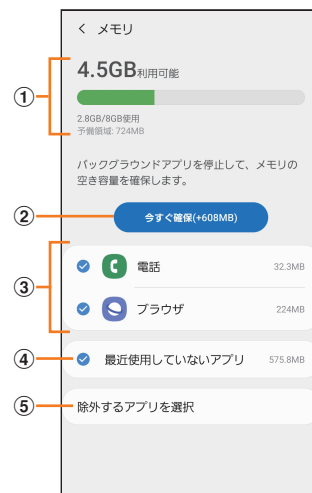 メモリ
4.5GB利用可能
①
2.8GB/8GB使用
予備領域: 724MB
バックグラウンドアプリを停止して、メモリの
空き容量を確保します。
② 今すぐ確保(+608MB)
電話 32.3MB
③
ブラウザ 224MB
④ 最近使用していないアプリ 575.8MB
⑤ 除外するアプリを選択